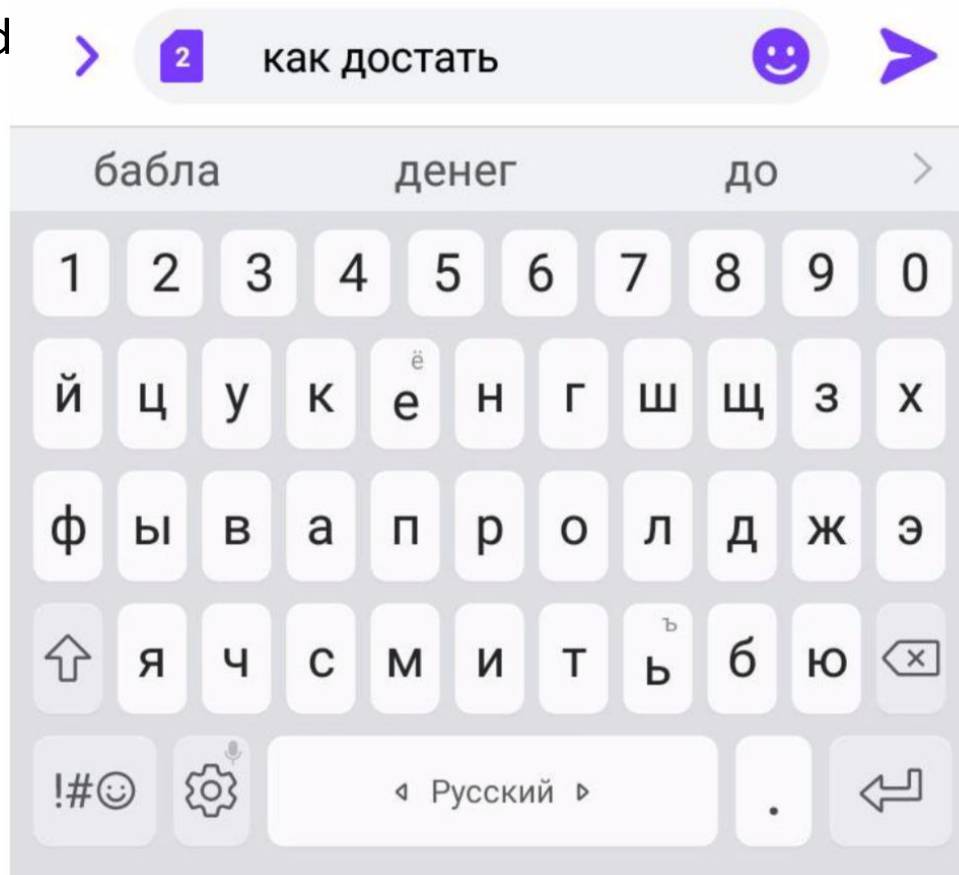 d
2 как достать
бабла денег до
1 2 3 4 5 6 7 8 9 0
ё
й ц у к е н г ш щ з х
ф ы в а п р о л д ж э
ъ
я ч с м и т ь б ю
!#☺ Русский .